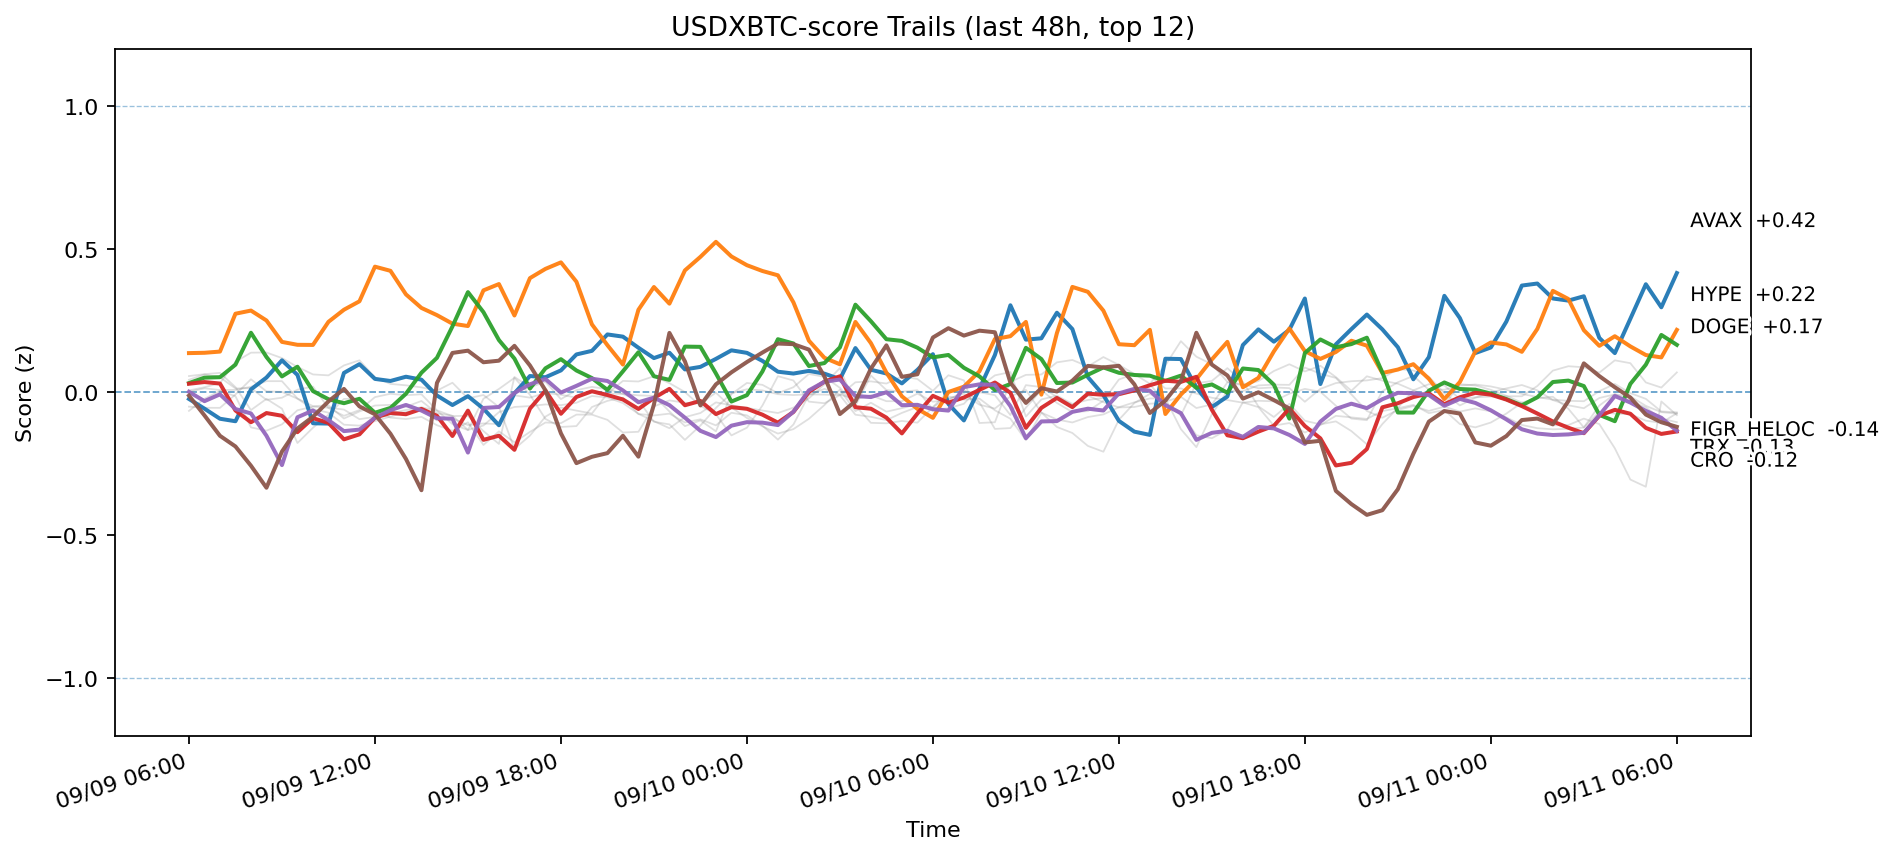 USDXBTC-score Trails (last 48h, top 12)
Score (z)
1.0
0.5
0.0
−0.5
−1.0
AVAX +0.42
HYPE +0.22
DOGE +0.17
FIGR_HELOC -0.14
TRX -0.13
CRO -0.12
09/09 06:00
09/09 12:00
09/09 18:00
09/10 00:00
09/10 06:00
09/10 12:00
09/10 18:00
09/11 00:00
09/11 06:00
Time